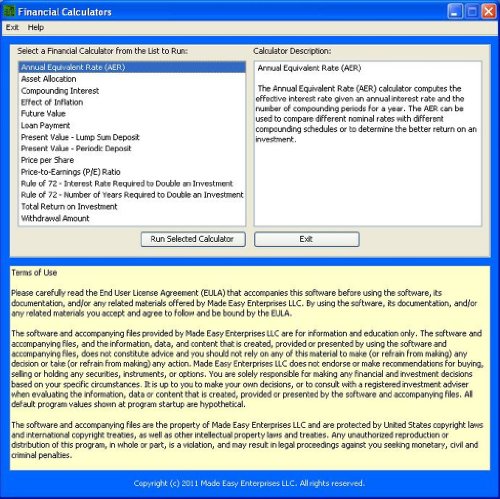 Financial Calculators
Exit Help
Select a Financial Calculator from the List to Run:
Annual Equivalent Rate (AER)
Asset Allocation
Compounding Interest
Effect of Inflation
Future Value
Loan Payment
Present Value - Lump Sum Deposit
Present Value - Periodic Deposit
Price per Share
Price-to-Earnings (P/E) Ratio
Rule of 72 - Interest Rate Required to Double an Investment
Rule of 72 - Number of Years Required to Double an Investment
Total Return on Investment
Withdrawal Amount
Calculator Description:
Annual Equivalent Rate (AER)
The Annual Equivalent Rate (AER) calculator computes the
effective interest rate given an annual interest rate and the
number of compounding periods for a year. The AER can be
used to compare different nominal rates with different
compounding schedules or to determine the better return on an
investment.
Run Selected Calculator
Exit
Terms of Use
Please carefully read the End User License Agreement (EULA) that accompanies this software before using the software, its
documentation, and/or any related materials offered by Made Easy Enterprises LLC. By using the software, its documentation, and/or
any related materials you accept and agree to follow and be bound by the EULA.
The software and accompanying files provided by Made Easy Enterprises LLC are for information and education only. The software and
accompanying files, and the information, data, and content that is created, provided or presented by using the software and
accompanying files, does not constitute advice and you should not rely on any of this material to make (or refrain from making) any
decision or take (or refrain from making) any action. Made Easy Enterprises LLC does not endorse or make recommendations for buying,
selling or holding any securities, instruments, or options. You are solely responsible for making any financial and investment decisions
based on your specific circumstances. It is up to you to make your own decisions, or to consult with a registered investment adviser
when evaluating the information, data or content that is created, provided or presented by the software and accompanying files. All
default program values shown at program startup are hypothetical.
The software and accompanying files are the property of Made Easy Enterprises LLC and are protected by United States copyright laws
and international copyright treaties, as well as other intellectual property laws and treaties. Any unauthorized reproduction or
distribution of this program, in whole or part, is a violation, and may result in legal proceedings against you seeking monetary, civil and
criminal penalties.
Copyright (c) 2011 Made Easy Enterprises LLC. All rights reserved.